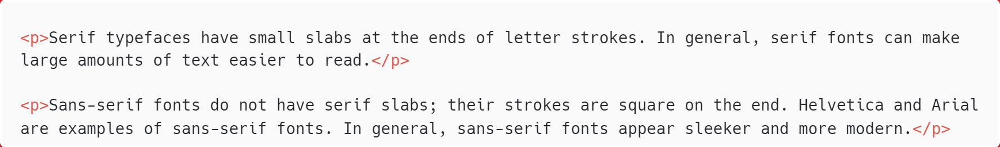 <p>Serif typefaces have small slabs at the ends of letter strokes. In general, serif fonts can make
large amounts of text easier to read.</p>
<p>Sans-serif fonts do not have serif slabs; their strokes are square on the end. Helvetica and Arial
are examples of sans-serif fonts. In general, sans-serif fonts appear sleeker and more modern.</p>